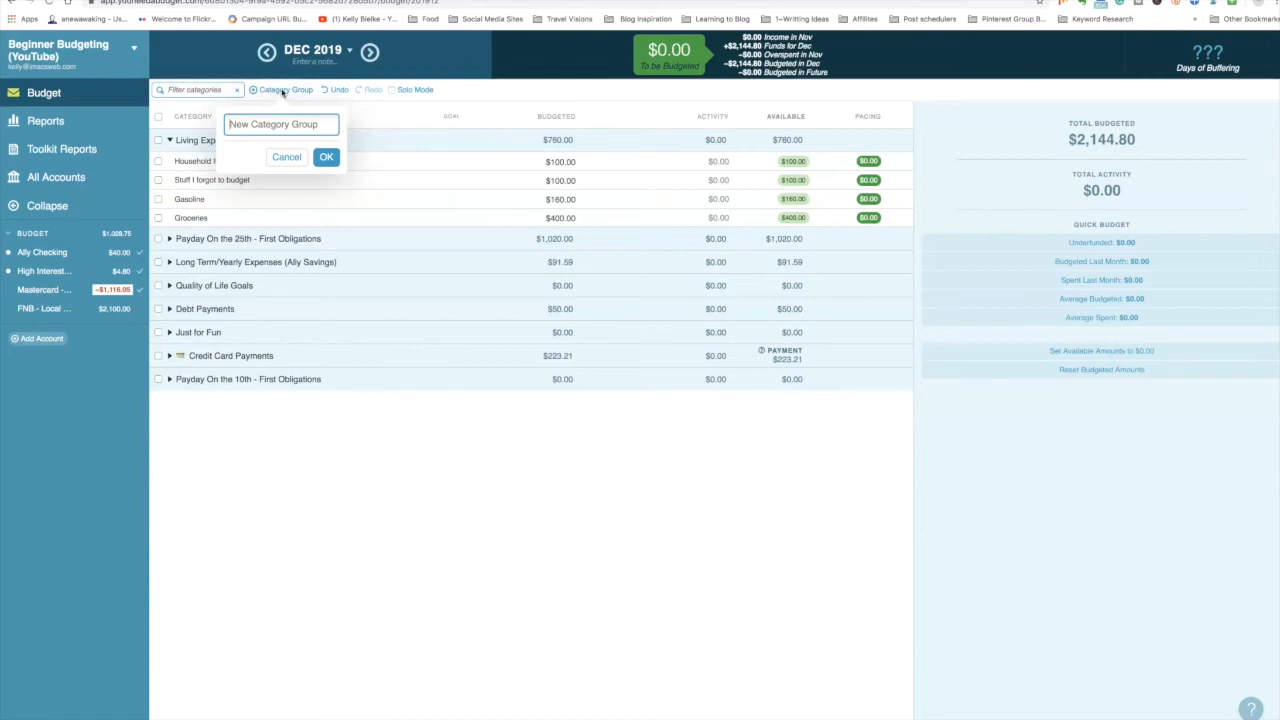 Apps
_anewawaking - Us...
Welcome to Flickr...
Campaign URL Bu...
(1) Kelly Bielke - Y...
Food
Social Media Sites
Travel Visions
Blog Inspiration
Learning to Blog
1-Writting Ideas
Affilites
Post schedulers
Pinterest Group B...
Keyword Research
»
Other Bookmarks
Beginner Budgeting
(YouTube)
kelly@imacsweb.com
DEC 2019
Enter a note...
$0.00
To be Budgeted
$0.00 Income in Nov
+$2,144.80 Funds for Dec
-$0.00 Overspent in Nov
-$2,144.80 Budgeted in Dec
-$0.00 Budgeted in Future
???
Days of Buffering
Budget
Reports
Toolkit Reports
All Accounts
Collapse
BUDGET $1,028.75
Ally Checking $40.00
High Interest... $4.80
Mastercard -... -$1,116.05
FNB - Local ... $2,100.00
Add Account
Filter categories ×
Category Group
Undo
Redo
Solo Mode
New Category Group
Cancel OK
CATEGORY GOAL BUDGETED ACTIVITY AVAILABLE PACING
Living Exp $760.00 $0.00 $760.00
Household $100.00 $0.00 $100.00 $0.00
Stuff I forgot to budget $100.00 $0.00 $100.00 $0.00
Gasoline $160.00 $0.00 $160.00 $0.00
Groceries $400.00 $0.00 $400.00 $0.00
Payday On the 25th - First Obligations $1,020.00 $0.00 $1,020.00
Long Term/Yearly Expenses (Ally Savings) $91.59 $0.00 $91.59
Quality of Life Goals $0.00 $0.00 $0.00
Debt Payments $50.00 $0.00 $50.00
Just for Fun $0.00 $0.00 $0.00
Credit Card Payments $223.21 $0.00 PAYMENT $223.21
Payday On the 10th - First Obligations $0.00 $0.00 $0.00
TOTAL BUDGETED
$2,144.80
TOTAL ACTIVITY
$0.00
QUICK BUDGET
Underfunded: $0.00
Budgeted Last Month: $0.00
Spent Last Month: $0.00
Average Budgeted: $0.00
Average Spent: $0.00
Set Available Amounts to $0.00
Reset Budgeted Amounts
?